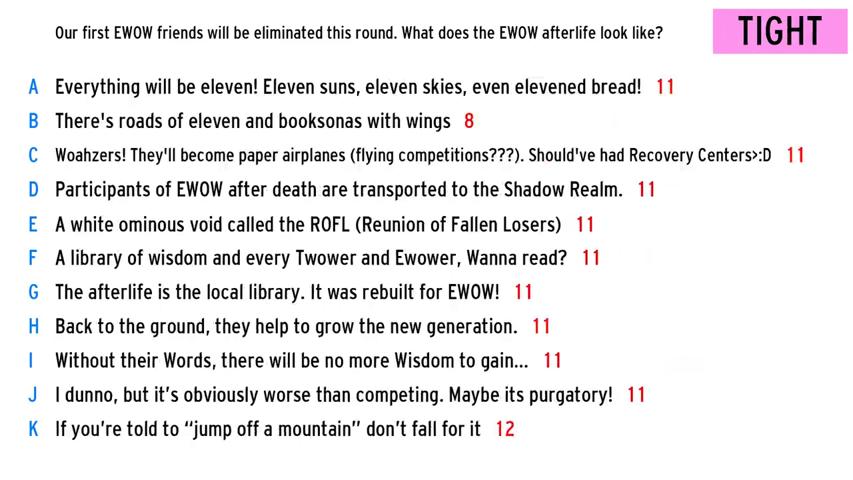 Our first EWOW friends will be eliminated this round. What does the EWOW afterlife look like?
TIGHT
A Everything will be eleven! Eleven suns, eleven skies, even elevened bread! 11
B There's roads of eleven and booksonas with wings 8
C Woahzers! They'll become paper airplanes (flying competitions???). Should've had Recovery Centers>:D 11
D Participants of EWOW after death are transported to the Shadow Realm. 11
E A white ominous void called the ROFL (Reunion of Fallen Losers) 11
F A library of wisdom and every Twower and Ewower, Wanna read? 11
G The afterlife is the local library. It was rebuilt for EWOW! 11
H Back to the ground, they help to grow the new generation. 11
I Without their Words, there will be no more Wisdom to gain... 11
J I dunno, but it's obviously worse than competing. Maybe its purgatory! 11
K If you're told to “jump off a mountain” don't fall for it 12